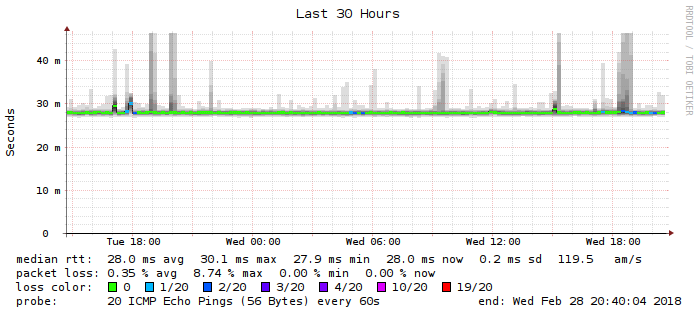 Last 30 Hours
RRDTOOL / TOBI OETIKER
Seconds
40 m
30 m
20 m
10 m
0
Tue 18:00 Wed 00:00 Wed 06:00 Wed 12:00 Wed 18:00
median rtt: 28.0 ms avg 30.1 ms max 27.9 ms min 28.0 ms now 0.2 ms sd 119.5 am/s
packet loss: 0.35 % avg 8.74 % max 0.00 % min 0.00 % now
loss color: 0 1/20 2/20 3/20 4/20 10/20 19/20
probe: 20 ICMP Echo Pings (56 Bytes) every 60s end: Wed Feb 28 20:40:04 2018